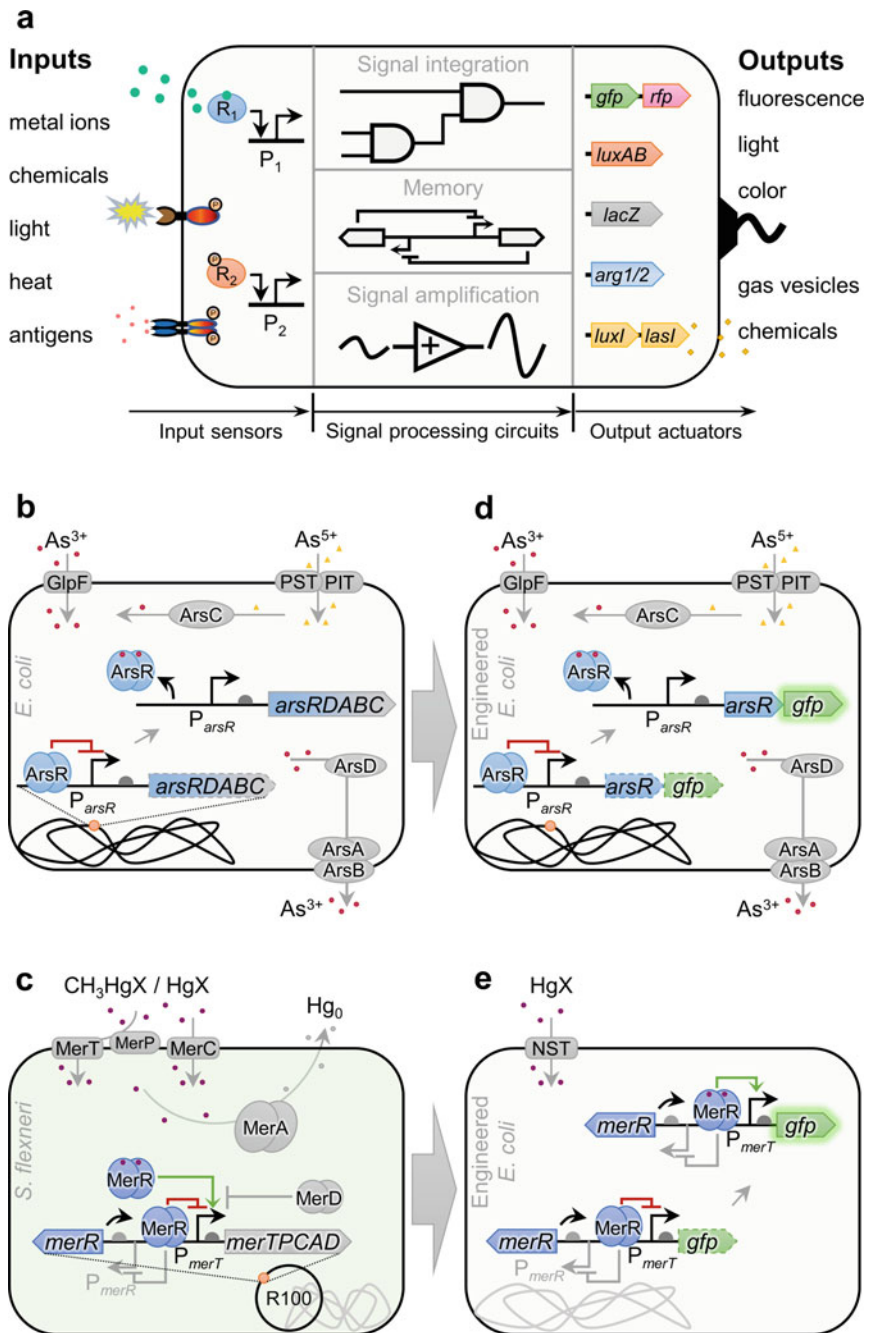 a
Inputs
metal ions
chemicals
light
heat
antigens
R1
P1
P
R2
P
P2
P
P
Signal integration
Memory
Signal amplification
+
gfp rfp
luxAB
lacZ
arg1/2
luxI lasI
Outputs
fluorescence
light
color
gas vesicles
chemicals
Input sensors
Signal processing circuits
Output actuators
b
As3+
As5+
GlpF
PST PIT
ArsC
E. coli
ArsR
ParsR
arsRDABC
ArsR
ParsR
arsRDABC
ArsD
ArsA
ArsB
As3+
d
As3+
As5+
GlpF
PST PIT
ArsC
Engineered
E. coli
ArsR
ParsR
arsR gfp
ArsR
ParsR
arsR gfp
ArsD
ArsA
ArsB
As3+
c
CH3HgX / HgX
Hg0
MerT MerP MerC
MerA
S. flexneri
MerR
MerD
merR MerR PmerT merTPCAD
PmerR
R100
e
HgX
NST
Engineered
E. coli
merR MerR PmerT gfp
merR MerR PmerT gfp
PmerR